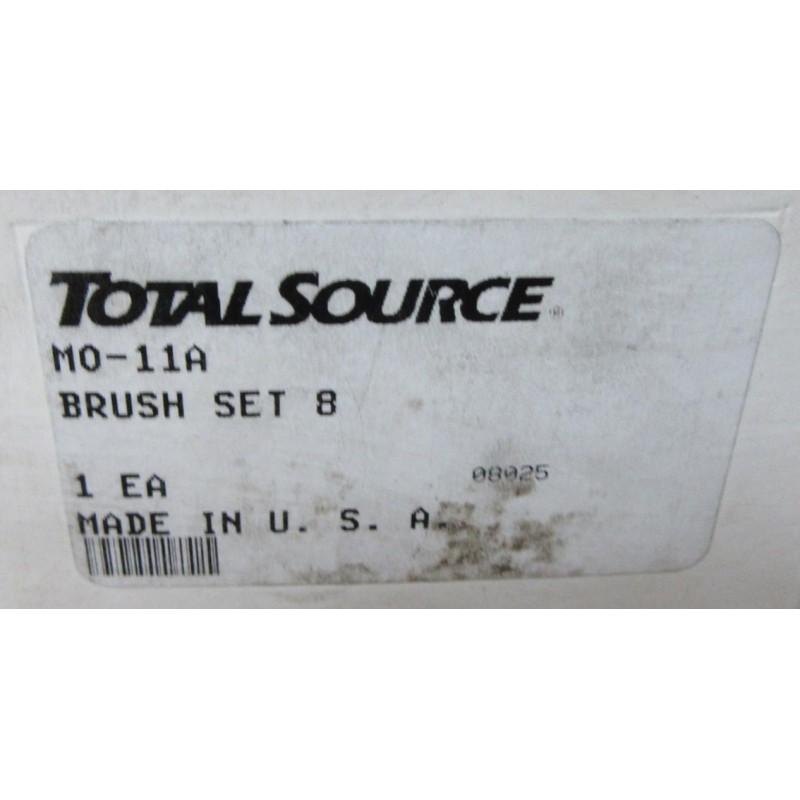 TOTAL SOURCE®
MO-11A
BRUSH SET 8
1 EA
08025
MADE IN U. S. A.